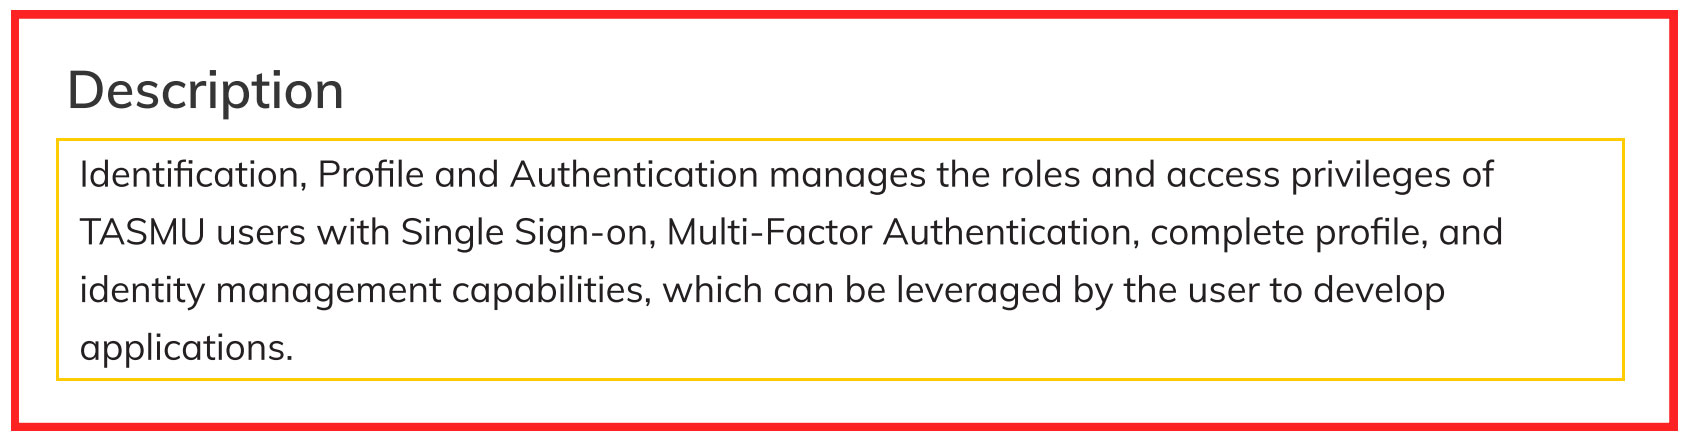 Description
Identification, Profile and Authentication manages the roles and access privileges of
TASMU users with Single Sign-on, Multi-Factor Authentication, complete profile, and
identity management capabilities, which can be leveraged by the user to develop
applications.